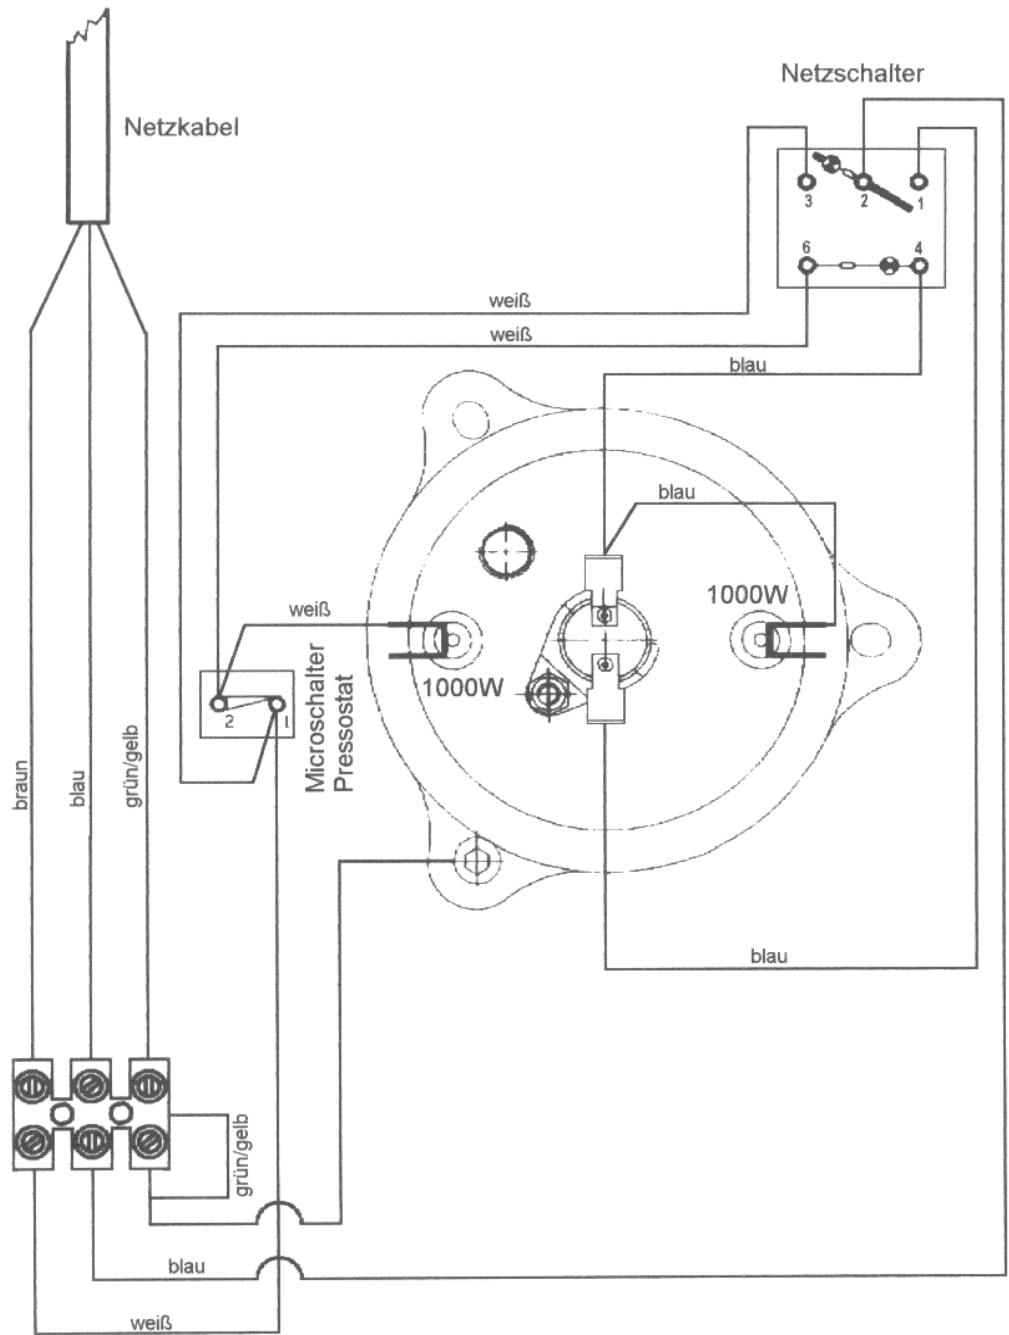 Netzschalter
Netzkabel
3
2
1
6
4
weiß
weiß
blau
blau
1000W
weiß
1000W
Microschalter
Pressostat
2
1
braun
blau
grün/gelb
blau
grün/gelb
blau
weiß